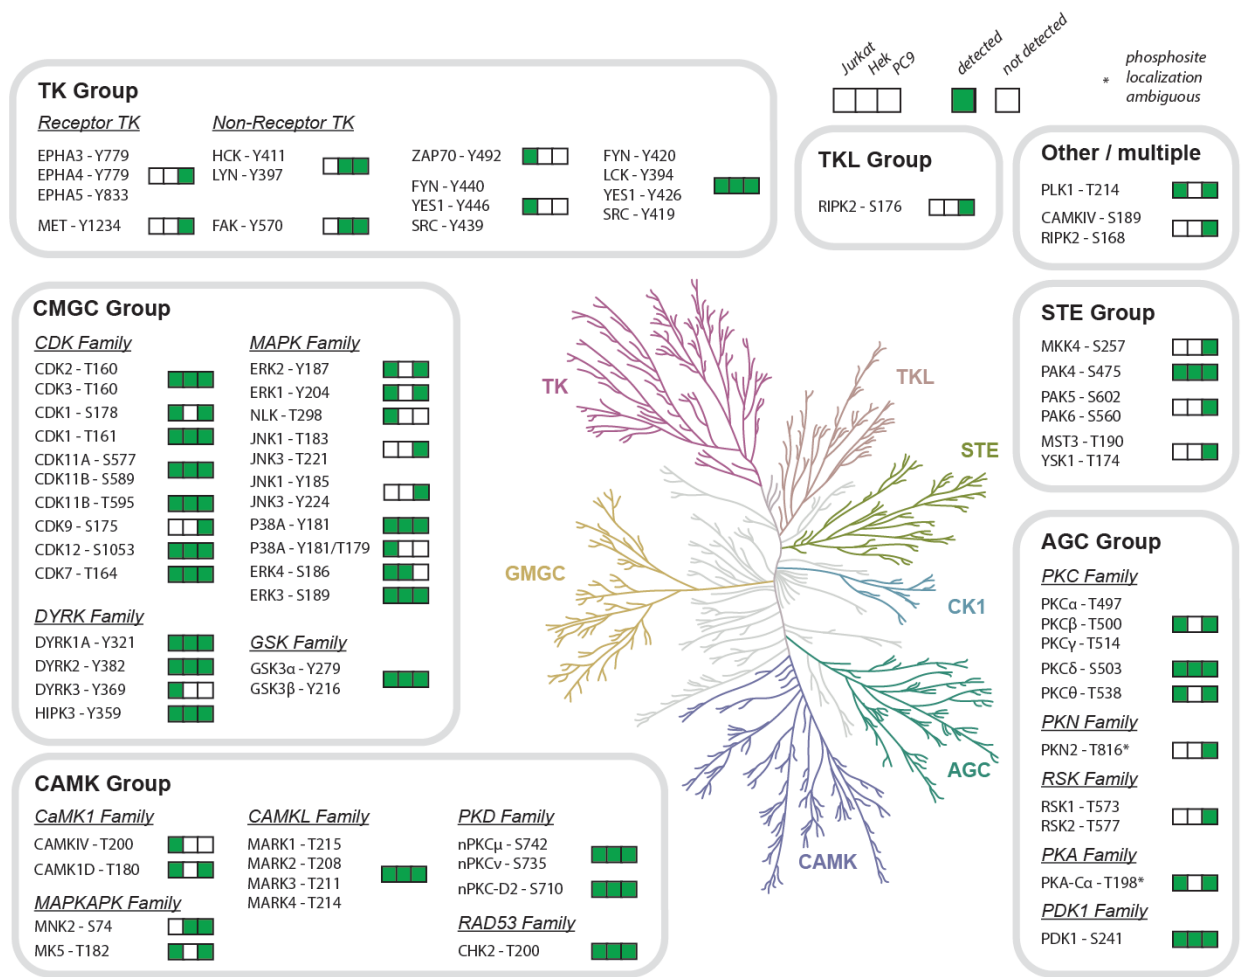 Jurkat
Hek
PC9
detected
not detected
* phosphosite
localization
ambiguous
TK Group
Receptor TK
EPHA3 - Y779
EPHA4 - Y779
EPHA5 - Y833
MET - Y1234
Non-Receptor TK
HCK - Y411
LYN - Y397
FAK - Y570
ZAP70 - Y492
FYN - Y440
YES1 - Y446
SRC - Y439
FYN - Y420
LCK - Y394
YES1 - Y426
SRC - Y419
TKL Group
RIPK2 - S176
Other / multiple
PLK1 - T214
CAMKIV - S189
RIPK2 - S168
CMGC Group
CDK Family
CDK2 - T160
CDK3 - T160
CDK1 - S178
CDK1 - T161
CDK11A - S577
CDK11B - S589
CDK11B - T595
CDK9 - S175
CDK12 - S1053
CDK7 - T164
DYRK Family
DYRK1A - Y321
DYRK2 - Y382
DYRK3 - Y369
HIPK3 - Y359
MAPK Family
ERK2 - Y187
ERK1 - Y204
NLK - T298
JNK1 - T183
JNK3 - T221
JNK1 - Y185
JNK3 - Y224
P38A - Y181
P38A - Y181/T179
ERK4 - S186
ERK3 - S189
GSK Family
GSK3α - Y279
GSK3β - Y216
TK
TKL
STE
GMGC
CK1
AGC
CAMK
STE Group
MKK4 - S257
PAK4 - S475
PAK5 - S602
PAK6 - S560
MST3 - T190
YSK1 - T174
AGC Group
PKC Family
PKCα - T497
PKCβ - T500
PKCγ - T514
PKCδ - S503
PKCθ - T538
PKN Family
PKN2 - T816*
RSK Family
RSK1 - T573
RSK2 - T577
PKA Family
PKA-Cα - T198*
PDK1 Family
PDK1 - S241
CAMK Group
CaMK1 Family
CAMKIV - T200
CAMK1D - T180
MAPKAPK Family
MNK2 - S74
MK5 - T182
CAMKL Family
MARK1 - T215
MARK2 - T208
MARK3 - T211
MARK4 - T214
PKD Family
nPKCμ - S742
nPKCν - S735
nPKC-D2 - S710
RAD53 Family
CHK2 - T200